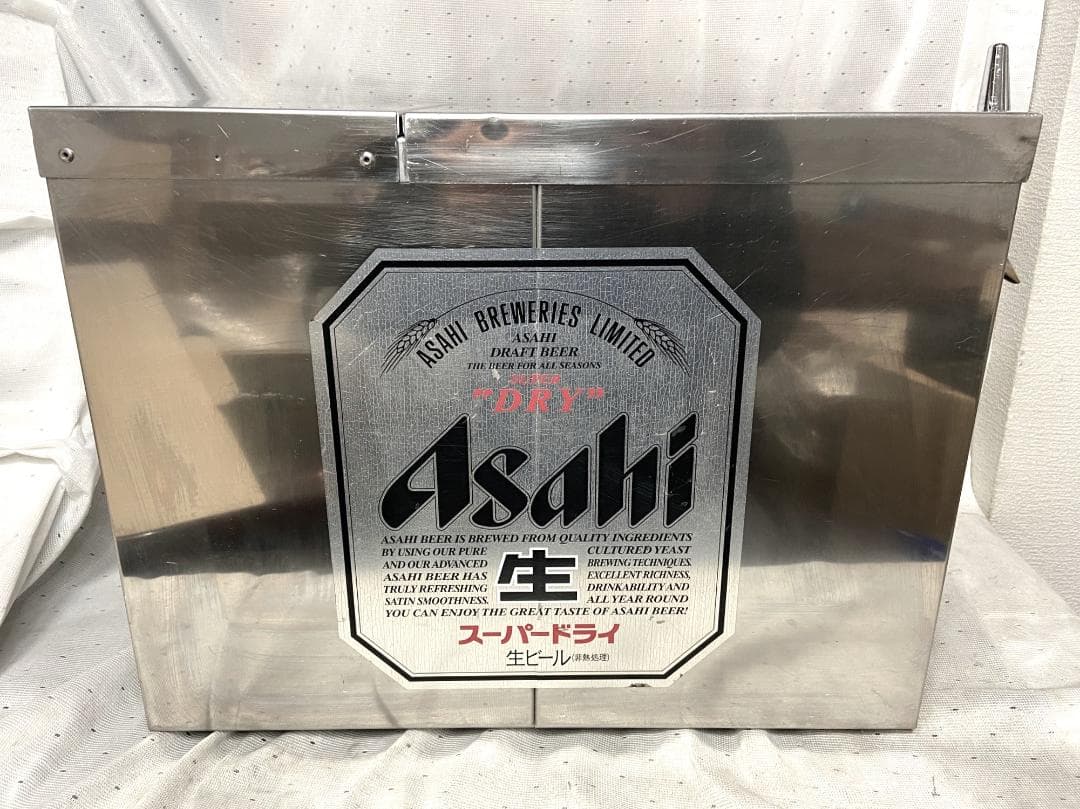 ASAHI BREWERIES LIMITED
ASAHI
DRAFT BEER
THE BEER FOR ALL SEASONS
SUPER
"DRY"
Asahi
ASAHI BEER IS BREWED FROM QUALITY INGREDIENTS
BY USING OUR PURE CULTURED YEAST
AND OUR ADVANCED BREWING TECHNIQUES.
ASAHI BEER HAS EXCELLENT RICHNESS,
TRULY REFRESHING DRINKABILITY AND
SATIN SMOOTHNESS. ALL YEAR ROUND
生
YOU CAN ENJOY THE GREAT TASTE OF ASAHI BEER!
スーパードライ
生ビール(非熱処理)